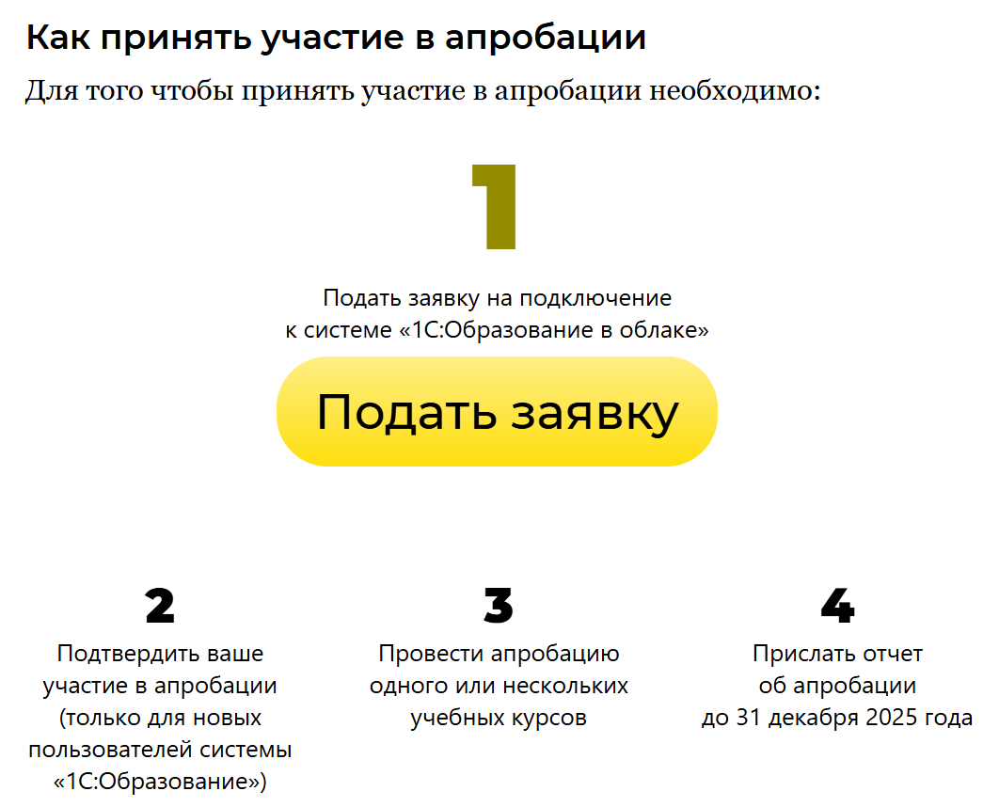 Как принять участие в апробации
Для того чтобы принять участие в апробации необходимо:
1
Подать заявку на подключение
к системе «1С:Образование в облаке»
Подать заявку
2
Подтвердить ваше
участие в апробации
(только для новых
пользователей системы
«1С:Образование»)
3
Провести апробацию
одного или нескольких
учебных курсов
4
Прислать отчет
об апробации
до 31 декабря 2025 года